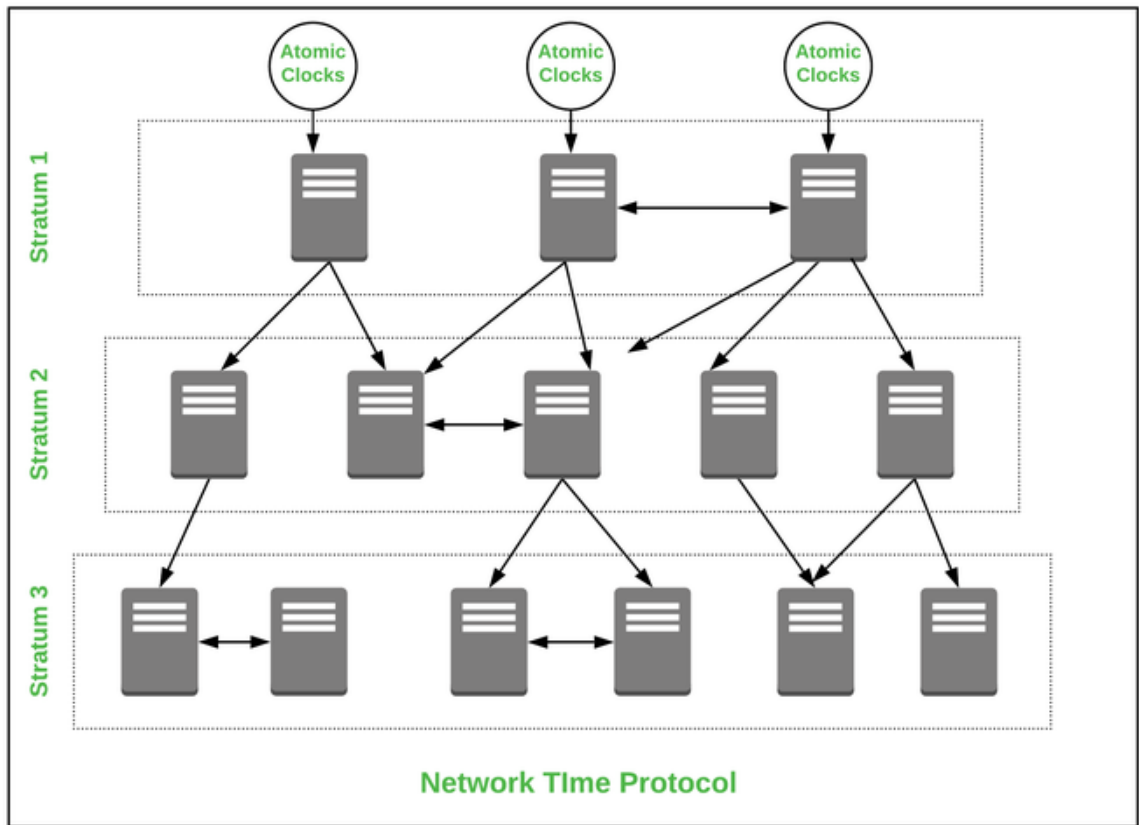 Atomic
Clocks
Atomic
Clocks
Atomic
Clocks
Stratum 1
Stratum 2
Stratum 3
Network TIme Protocol